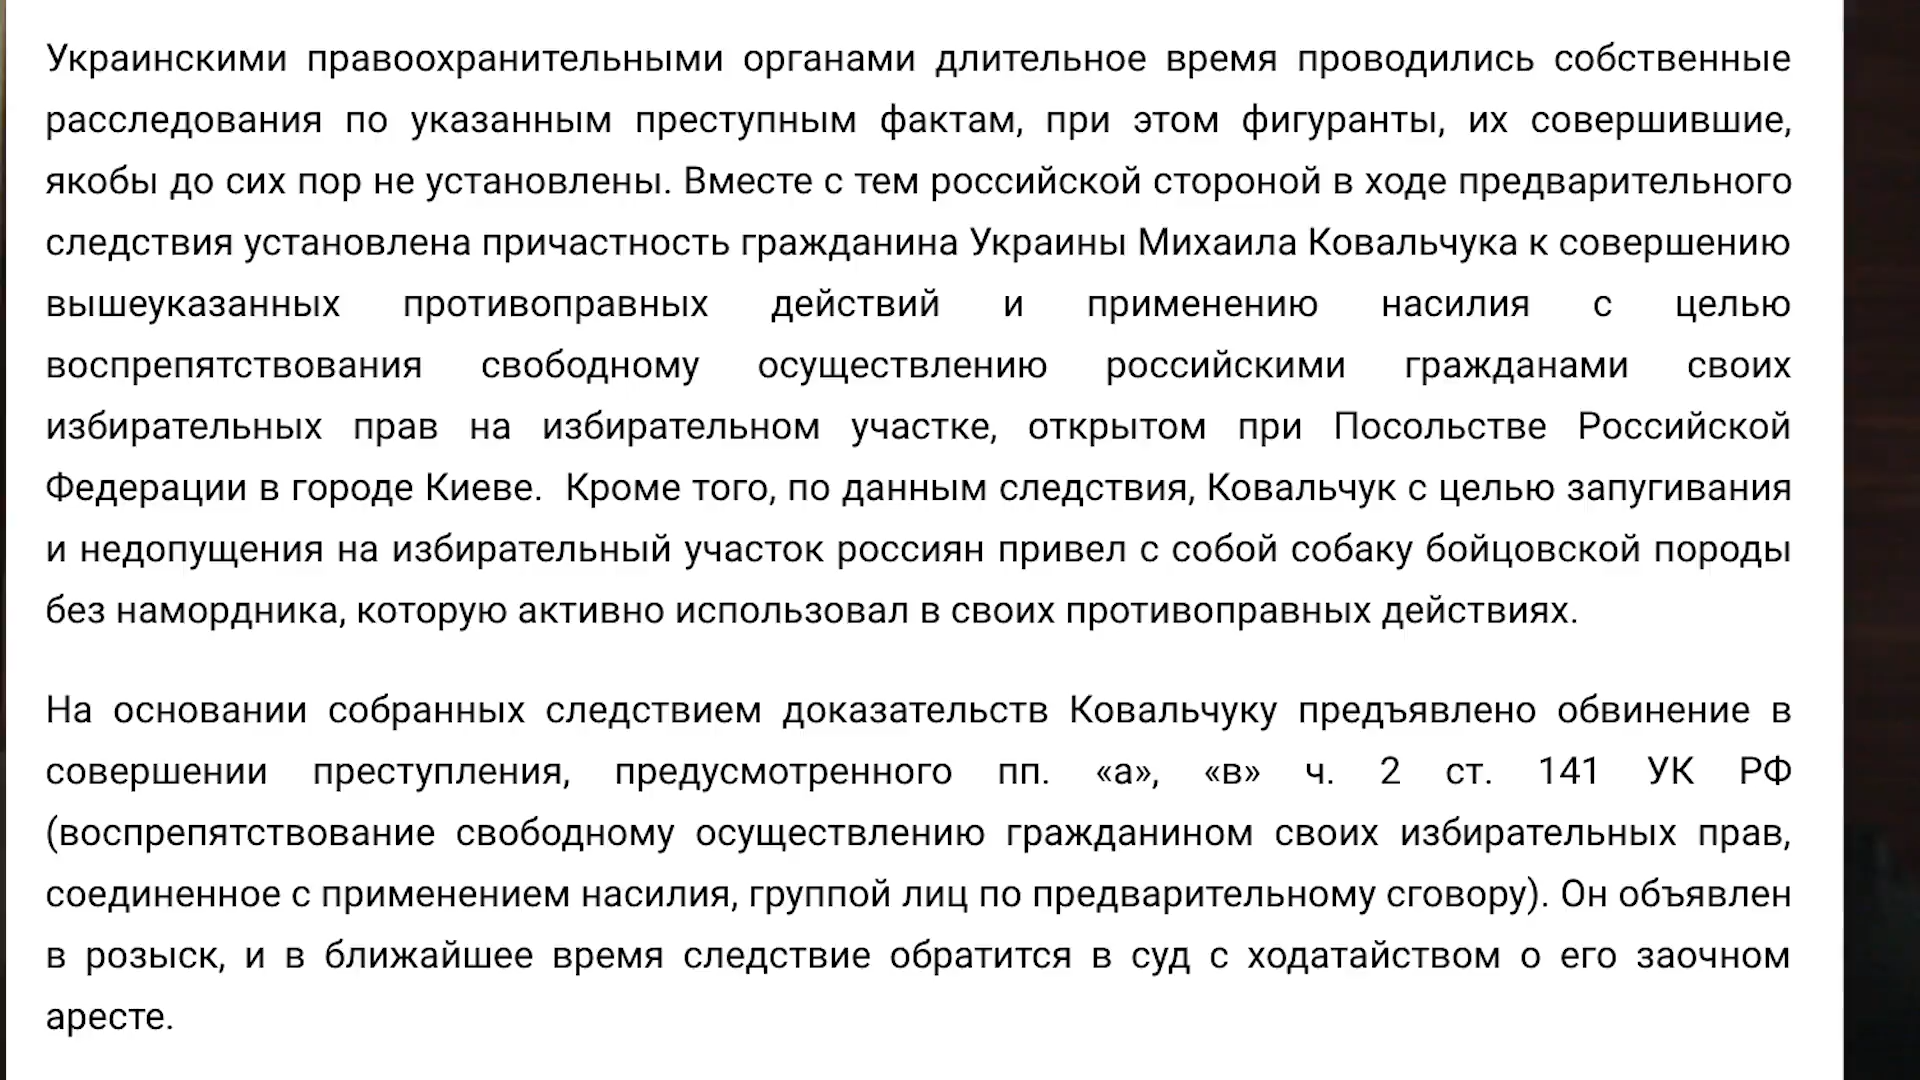 Украинскими правоохранительными органами длительное время проводились собственные
расследования по указанным преступным фактам, при этом фигуранты, их совершившие,
якобы до сих пор не установлены. Вместе с тем российской стороной в ходе предварительного
следствия установлена причастность гражданина Украины Михаила Ковальчука к совершению
вышеуказанных противоправных действий и применению насилия с целью
воспрепятствования свободному осуществлению российскими гражданами своих
избирательных прав на избирательном участке, открытом при Посольстве Российской
Федерации в городе Киеве.  Кроме того, по данным следствия, Ковальчук с целью запугивания
и недопущения на избирательный участок россиян привел с собой собаку бойцовской породы
без намордника, которую активно использовал в своих противоправных действиях.
На основании собранных следствием доказательств Ковальчуку предъявлено обвинение в
совершении преступления, предусмотренного пп. «а», «в» ч. 2 ст. 141 УК РФ
(воспрепятствование свободному осуществлению гражданином своих избирательных прав,
соединенное с применением насилия, группой лиц по предварительному сговору). Он объявлен
в розыск, и в ближайшее время следствие обратится в суд с ходатайством о его заочном
аресте.